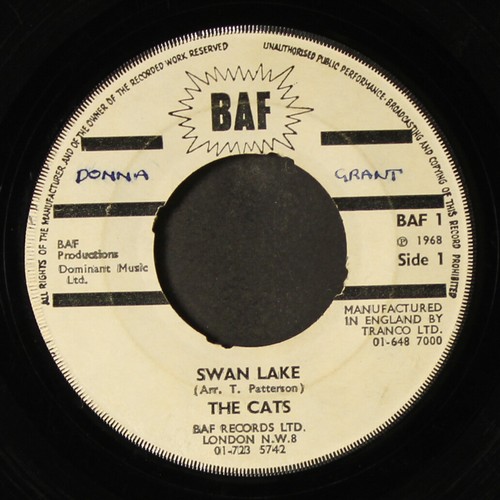 ALL RIGHTS OF THE MANUFACTURER, AND OF THE OWNER OF THE RECORDED WORK RESERVED
UNAUTHORISED PUBLIC PERFORMANCE, BROADCASTING AND COPYING OF THIS RECORD PROHIBITED
BAF
DONNA GRANT
BAF 1
℗ 1968
Side 1
BAF
Productions
Dominant Music
Ltd.
MANUFACTURED
IN ENGLAND BY
TRANCO LTD.
01-648 7000
SWAN LAKE
(Arr. T. Patterson)
THE CATS
BAF RECORDS LTD.
LONDON N.W.8
01-723 5742